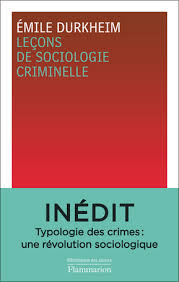 ÉMILE DURKHEIM
LEÇONS
DE SOCIOLOGIE
CRIMINELLE
INÉDIT
Typologie des crimes :
une révolution sociologique
Flammarion